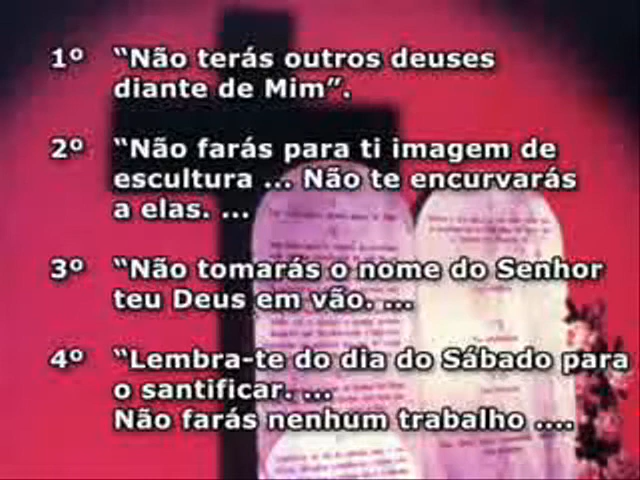 1º “Não terás outros deuses
diante de Mim”.
2º “Não farás para ti imagem de
escultura ... Não te encurvarás
a elas. ...
3º “Não tomarás o nome do Senhor
teu Deus em vão. ...
4º “Lembra-te do dia do Sábado para
o santificar. ...
Não farás nenhum trabalho ....